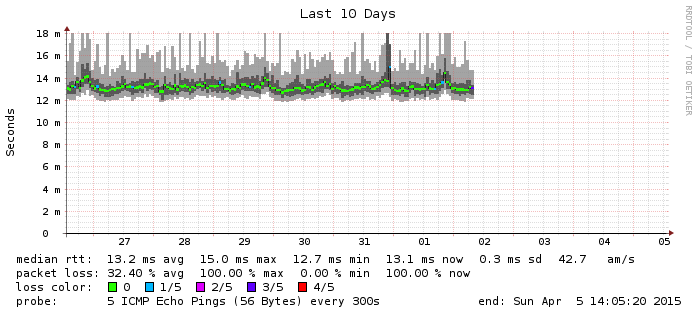 Last 10 Days
RRDTOOL / TOBI OETIKER
Seconds
18 m
16 m
14 m
12 m
10 m
8 m
6 m
4 m
2 m
0
27 28 29 30 31 01 02 03 04 05
median rtt: 13.2 ms avg 15.0 ms max 12.7 ms min 13.1 ms now 0.3 ms sd 42.7 am/s
packet loss: 32.40 % avg 100.00 % max 0.00 % min 100.00 % now
loss color: 0 1/5 2/5 3/5 4/5
probe: 5 ICMP Echo Pings (56 Bytes) every 300s end: Sun Apr 5 14:05:20 2015